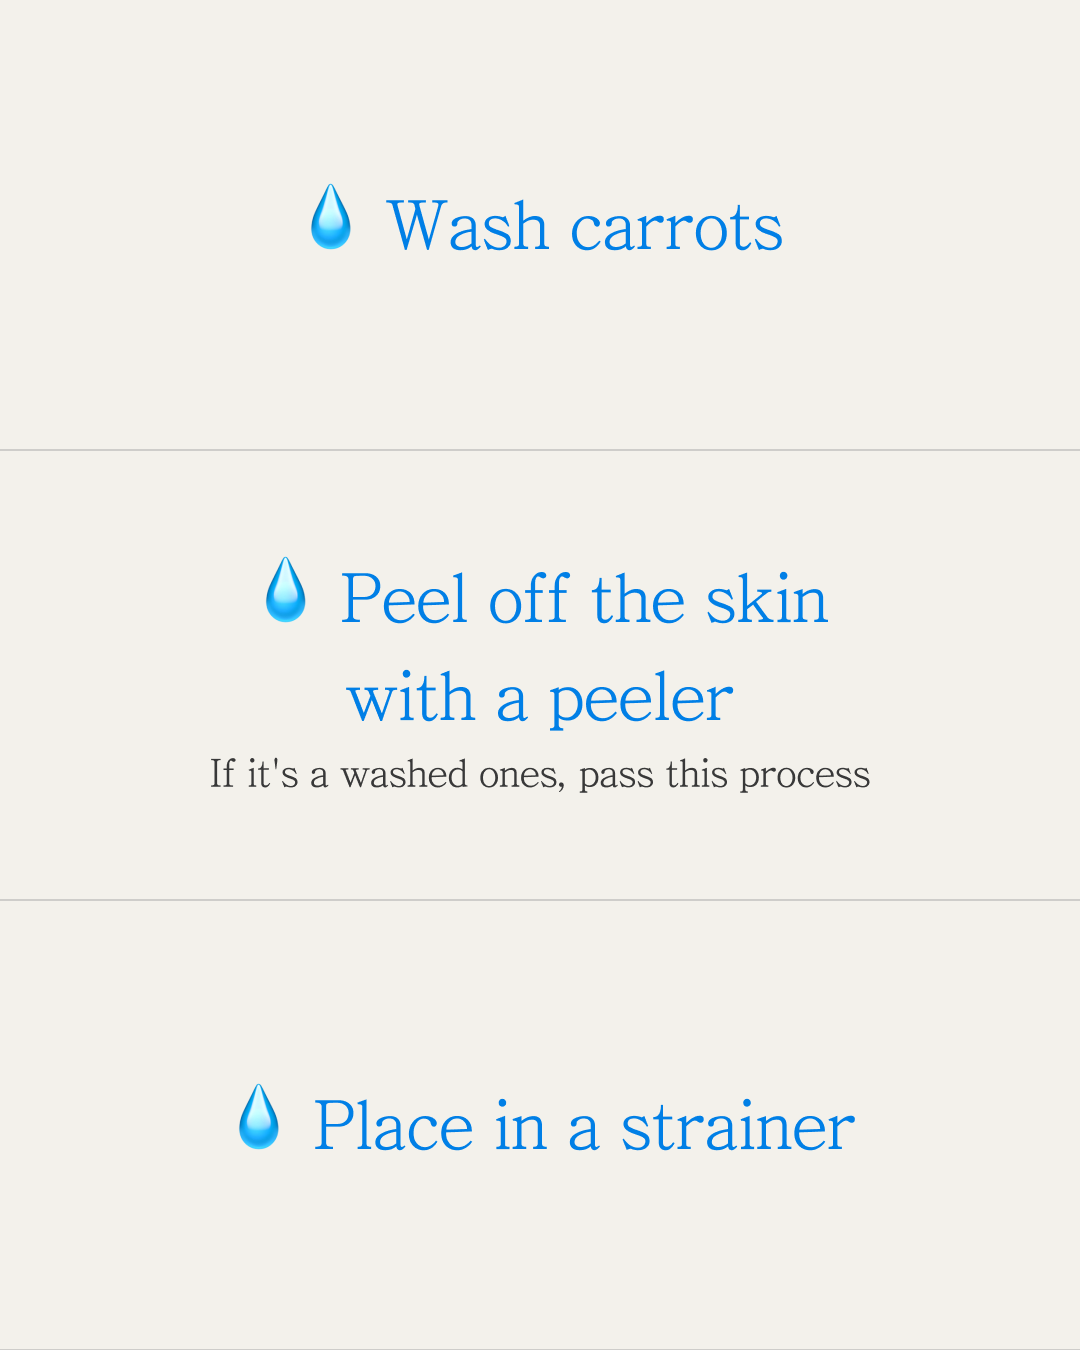 💧 Wash carrots
💧 Peel off the skin
with a peeler
If it's a washed ones, pass this process
💧 Place in a strainer